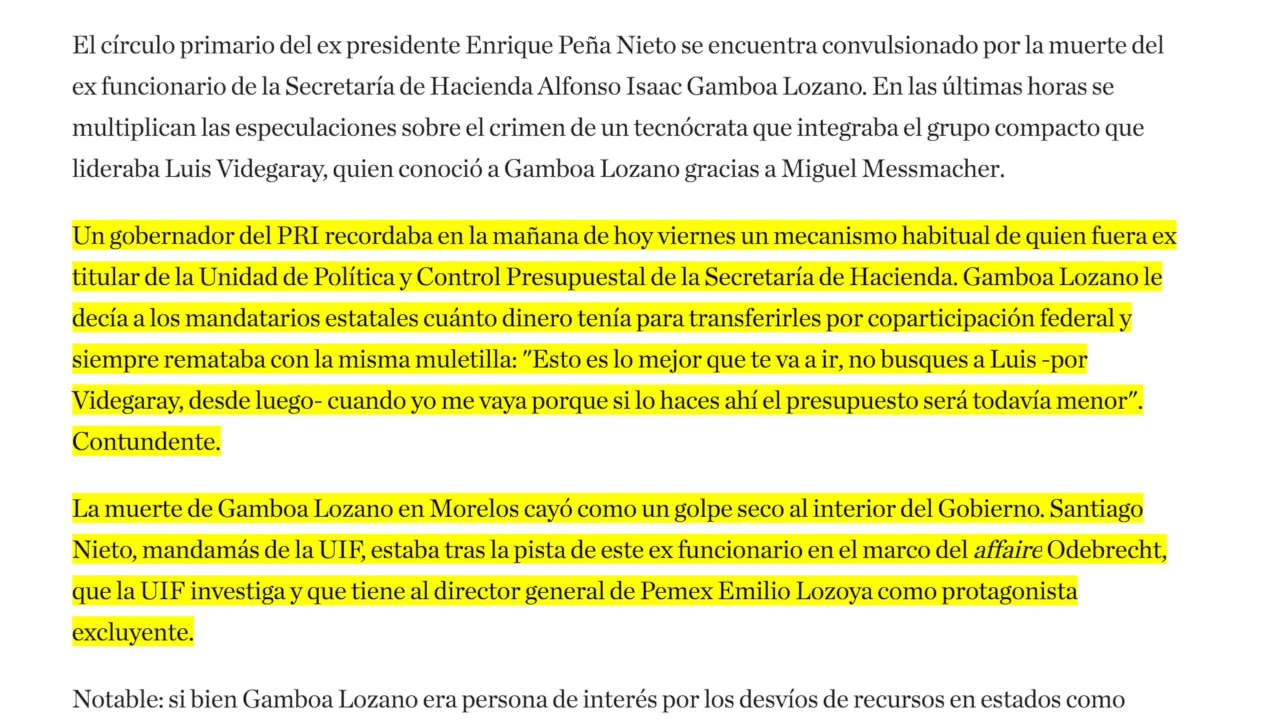 El círculo primario del ex presidente Enrique Peña Nieto se encuentra convulsionado por la muerte del
ex funcionario de la Secretaría de Hacienda Alfonso Isaac Gamboa Lozano. En las últimas horas se
multiplican las especulaciones sobre el crimen de un tecnócrata que integraba el grupo compacto que
lideraba Luis Videgaray, quien conoció a Gamboa Lozano gracias a Miguel Messmacher.
Un gobernador del PRI recordaba en la mañana de hoy viernes un mecanismo habitual de quien fuera ex
titular de la Unidad de Política y Control Presupuestal de la Secretaría de Hacienda. Gamboa Lozano le
decía a los mandatarios estatales cuánto dinero tenía para transferirles por coparticipación federal y
siempre remataba con la misma muletilla: "Esto es lo mejor que te va a ir, no busques a Luis -por
Videgaray, desde luego- cuando yo me vaya porque si lo haces ahí el presupuesto será todavía menor".
Contundente.
La muerte de Gamboa Lozano en Morelos cayó como un golpe seco al interior del Gobierno. Santiago
Nieto, mandamás de la UIF, estaba tras la pista de este ex funcionario en el marco del affaire Odebrecht,
que la UIF investiga y que tiene al director general de Pemex Emilio Lozoya como protagonista
excluyente.
Notable: si bien Gamboa Lozano era persona de interés por los desvíos de recursos en estados como